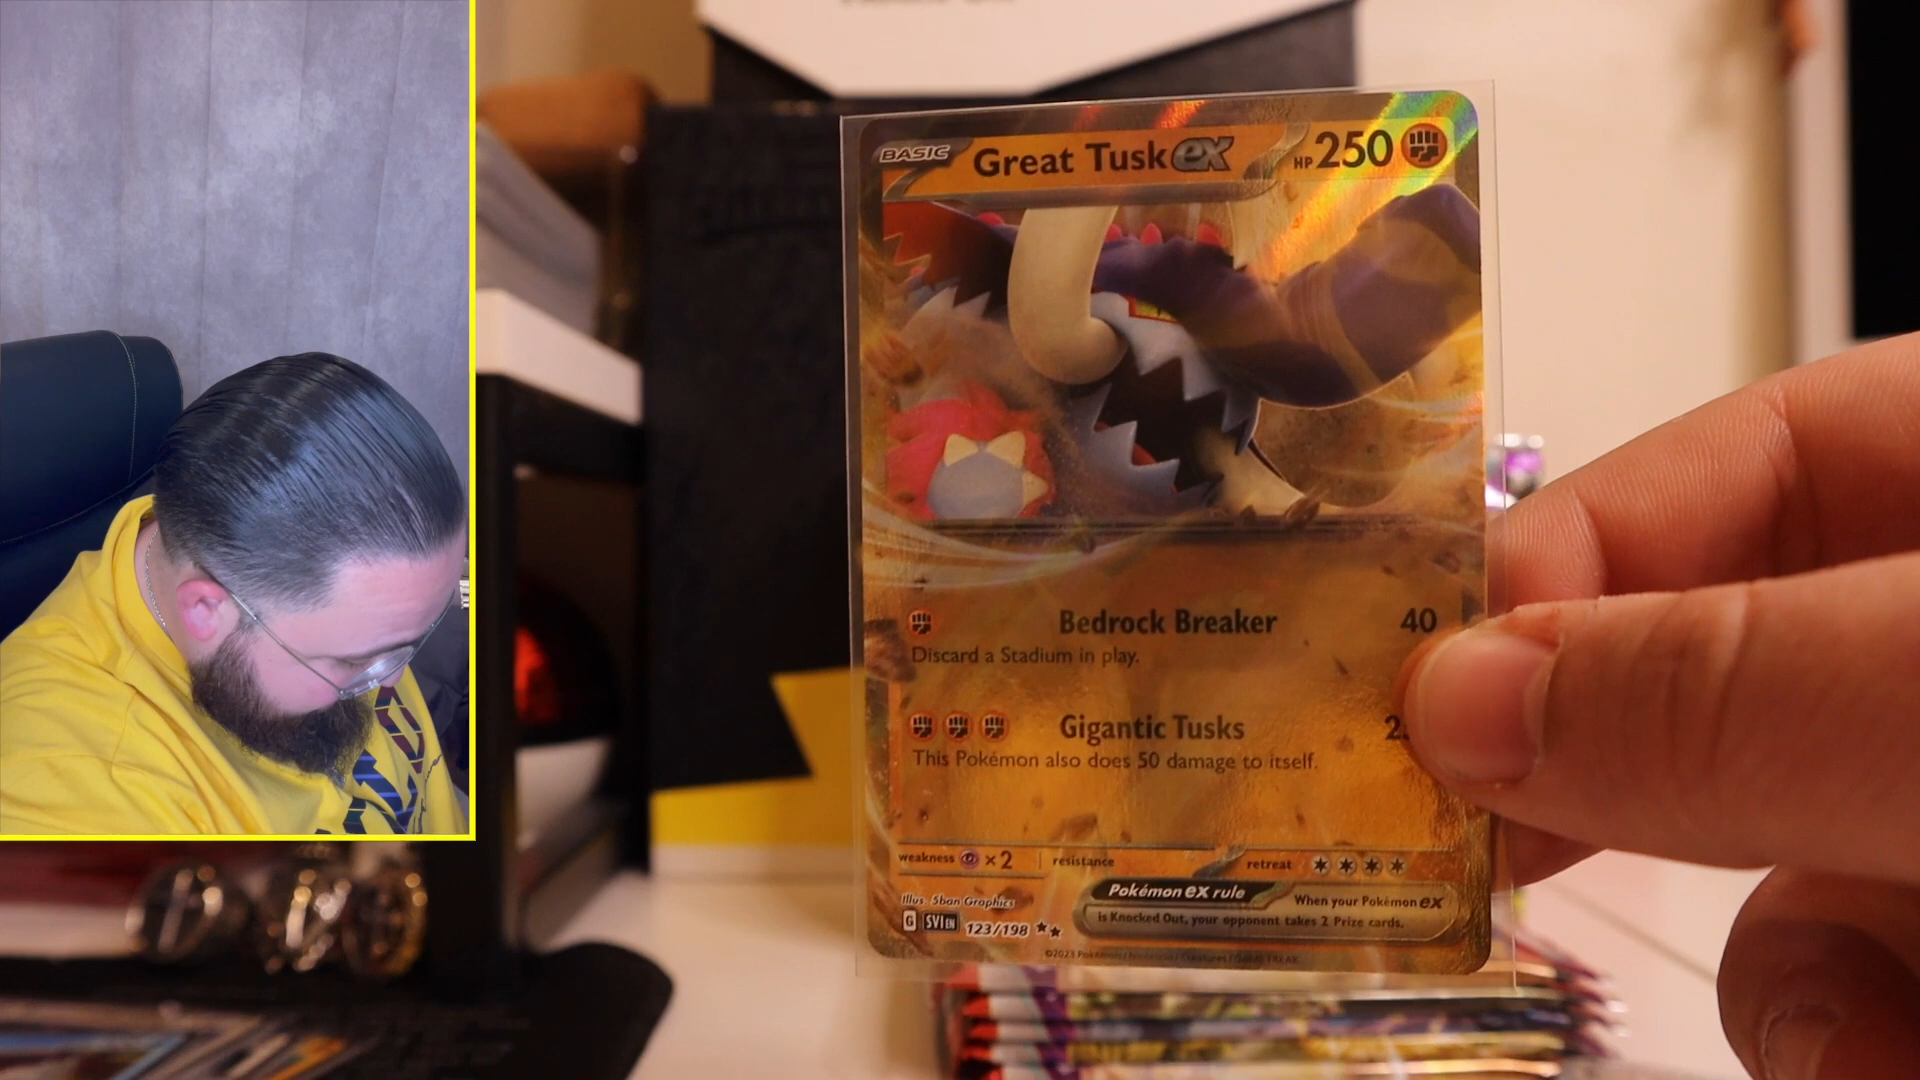 BASIC Great Tusk ex HP 250
Bedrock Breaker 40
Discard a Stadium in play.
Gigantic Tusks
This Pokémon also does 50 damage to itself.
weakness ×2 resistance retreat
Pokémon ex rule When your Pokémon ex
is Knocked Out, your opponent takes 2 Prize cards.
Illus. 5ban Graphics
G SVI EN 123/198